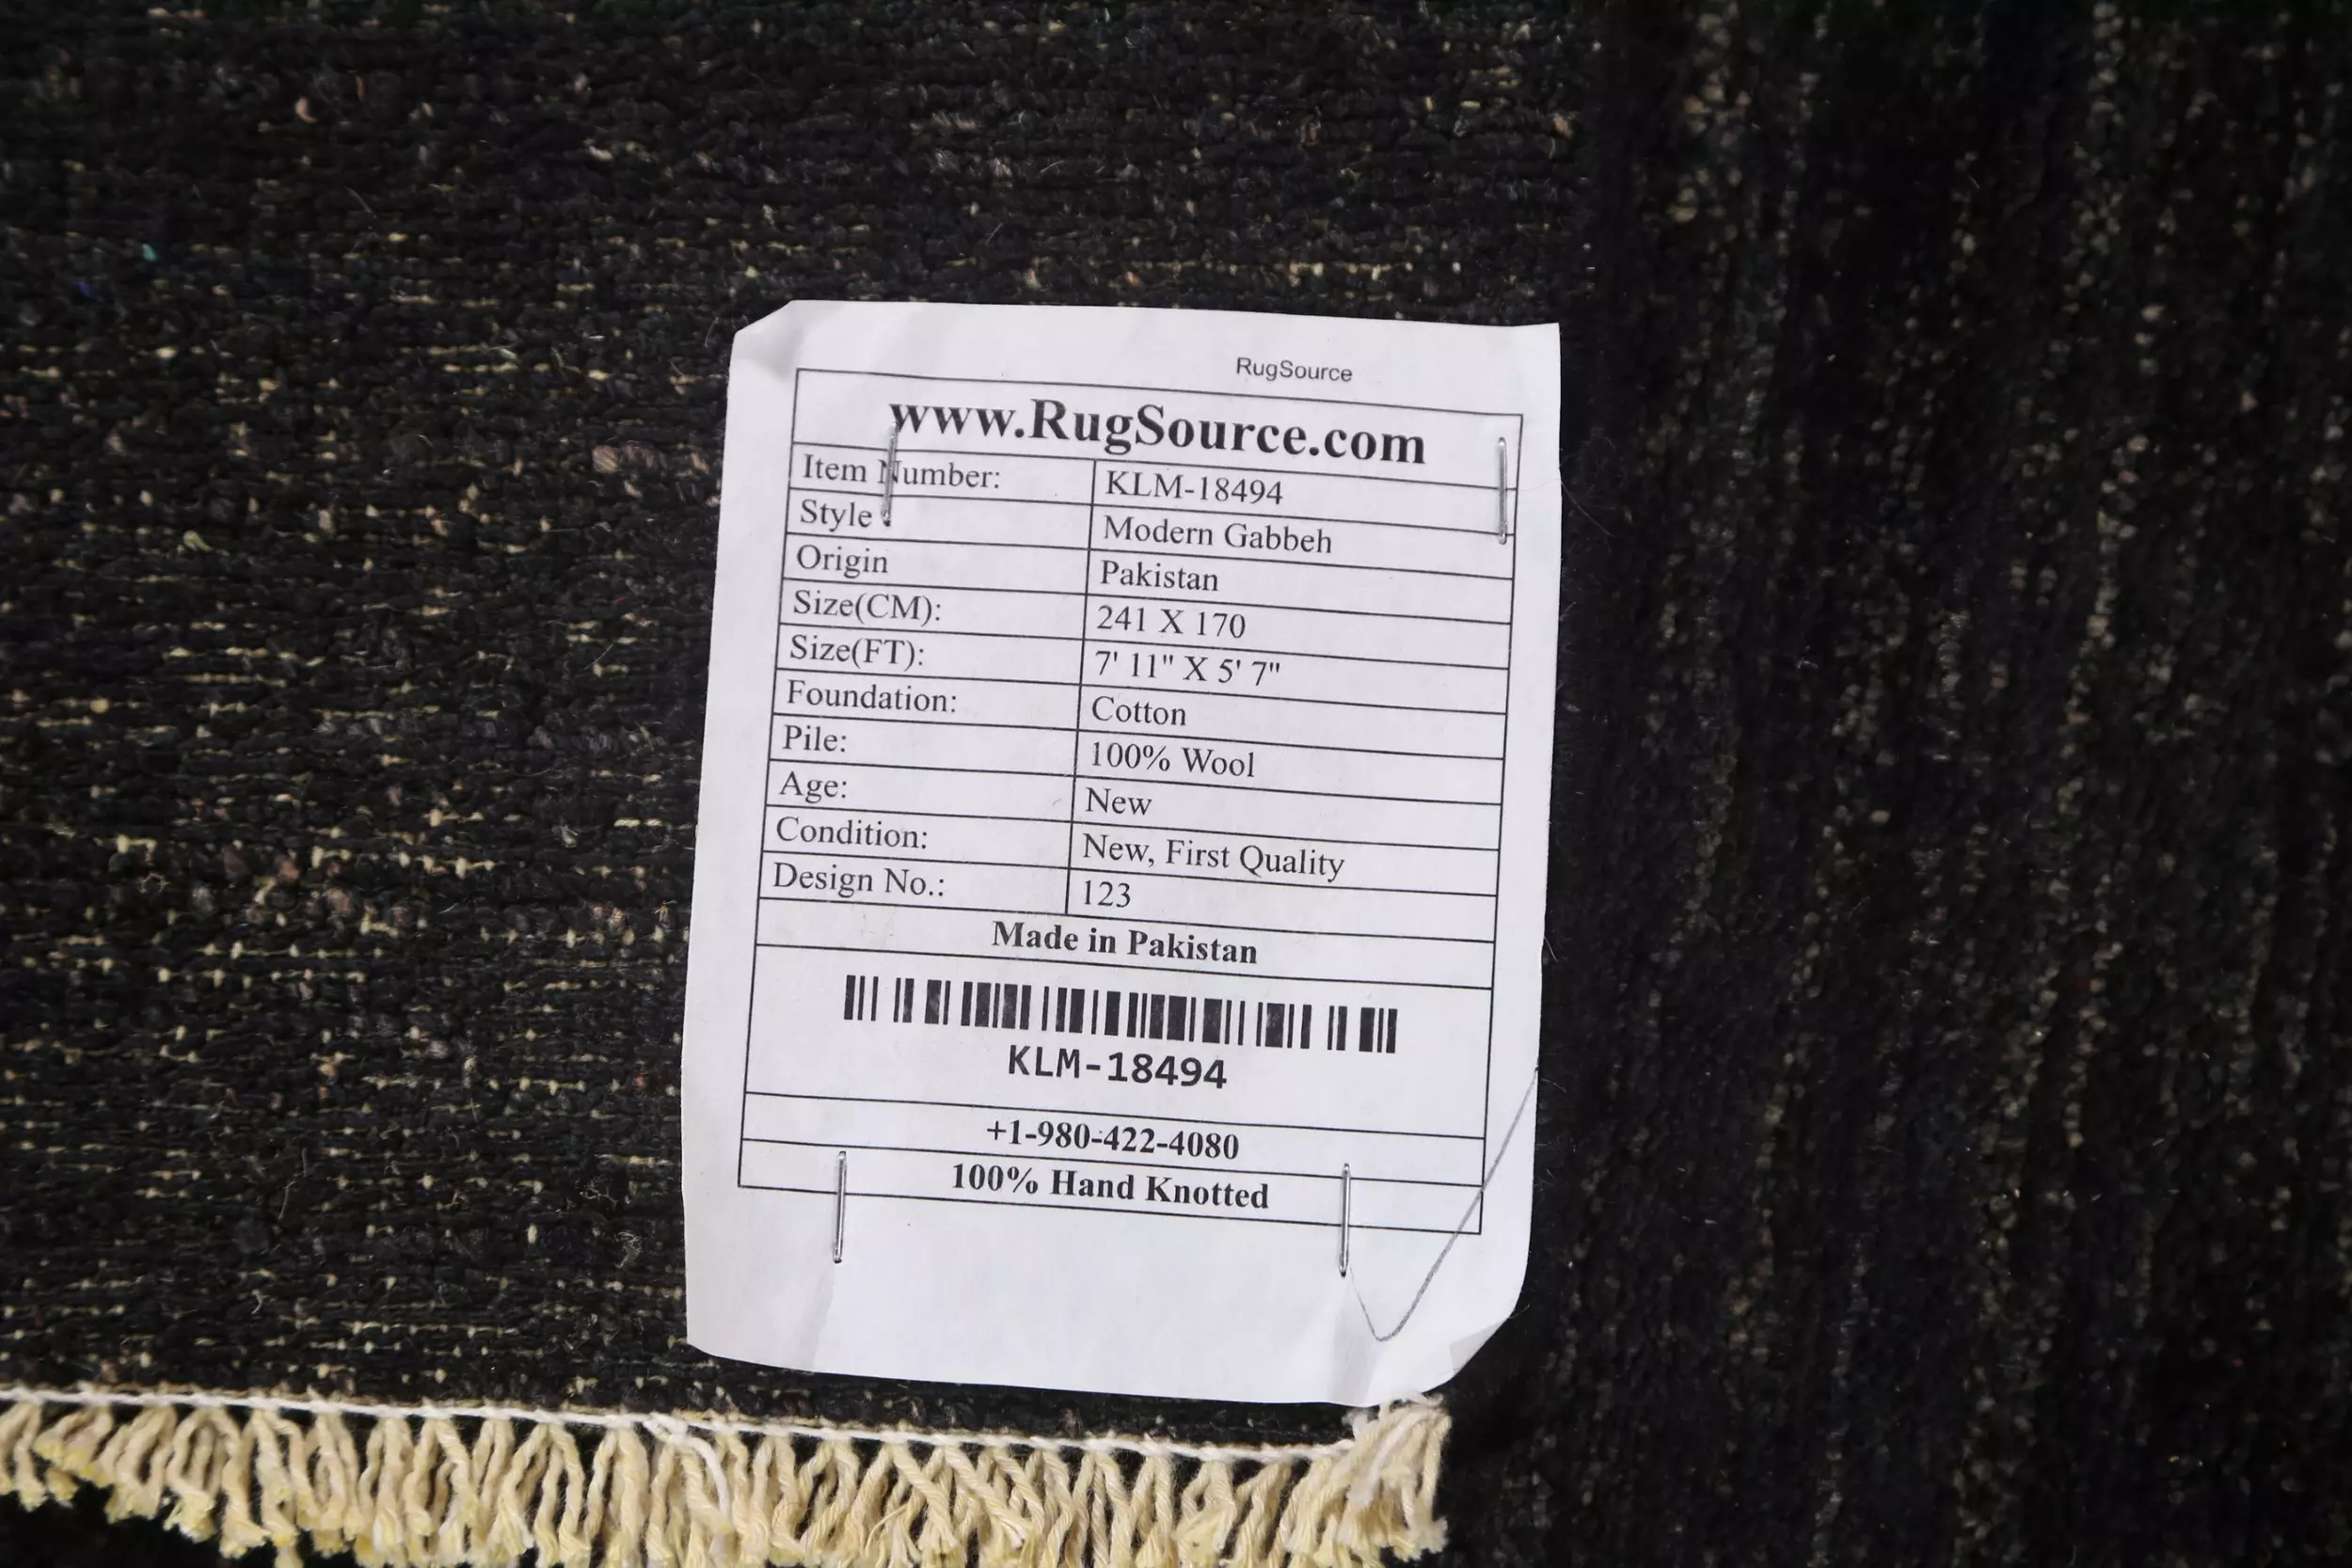 RugSource
www.RugSource.com
Item Number: KLM-18494
Style : Modern Gabbeh
Origin Pakistan
Size(CM): 241 X 170
Size(FT): 7' 11" X 5' 7"
Foundation: Cotton
Pile: 100% Wool
Age: New
Condition: New, First Quality
Design No.: 123
Made in Pakistan
KLM-18494
+1-980-422-4080
100% Hand Knotted